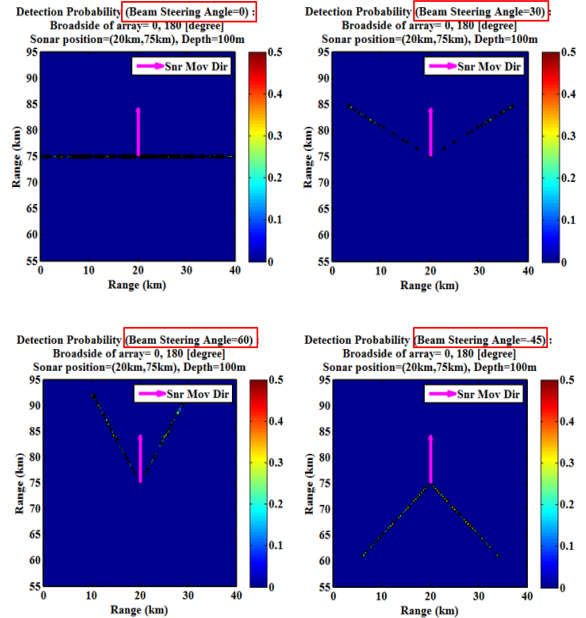 Detection Probability (Beam Steering Angle=0) :
Broadside of array= 0, 180 [degree]
Sonar position=(20km,75km), Depth=100m
Snr Mov Dir
95
90
85
80
75
70
65
60
55
Range (km)
0 10 20 30 40
Range (km)
0.5
0.4
0.3
0.2
0.1
0
Detection Probability (Beam Steering Angle=30) :
Broadside of array= 0, 180 [degree]
Sonar position=(20km,75km), Depth=100m
Snr Mov Dir
95
90
85
80
75
70
65
60
55
Range (km)
0 10 20 30 40
Range (km)
0.5
0.4
0.3
0.2
0.1
0
Detection Probability (Beam Steering Angle=60) :
Broadside of array= 0, 180 [degree]
Sonar position=(20km,75km), Depth=100m
Snr Mov Dir
95
90
85
80
75
70
65
60
55
Range (km)
0 10 20 30 40
Range (km)
0.5
0.4
0.3
0.2
0.1
0
Detection Probability (Beam Steering Angle=-45) :
Broadside of array= 0, 180 [degree]
Sonar position=(20km,75km), Depth=100m
Snr Mov Dir
95
90
85
80
75
70
65
60
55
Range (km)
0 10 20 30 40
Range (km)
0.5
0.4
0.3
0.2
0.1
0